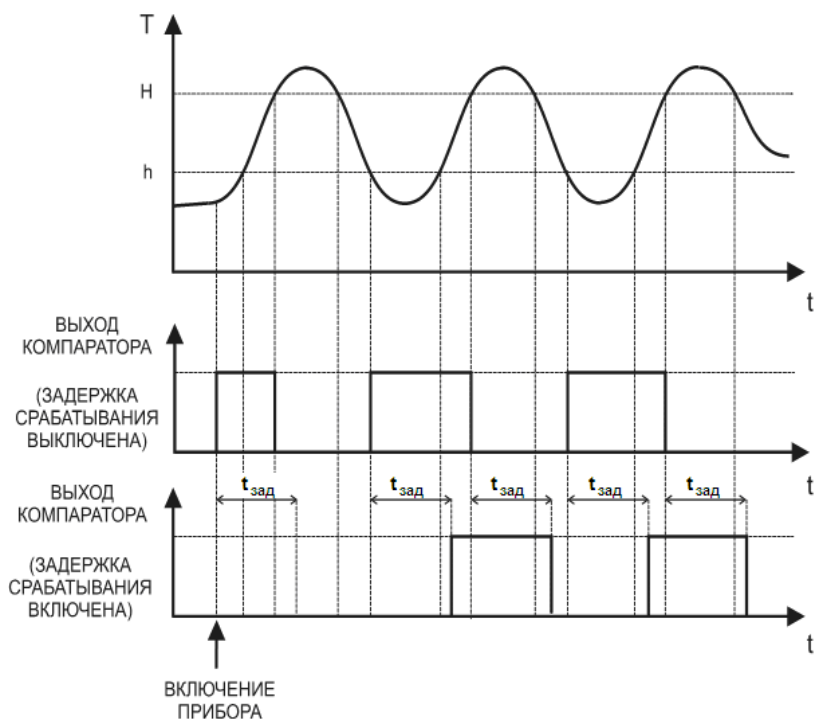 T
H
h
t
ВЫХОД
КОМПАРАТОРА
(ЗАДЕРЖКА
СРАБАТЫВАНИЯ
ВЫКЛЮЧЕНА)
t
ВЫХОД
КОМПАРАТОРА
(ЗАДЕРЖКА
СРАБАТЫВАНИЯ
ВКЛЮЧЕНА)
tзад tзад tзад tзад tзад
t
ВКЛЮЧЕНИЕ
ПРИБОРА